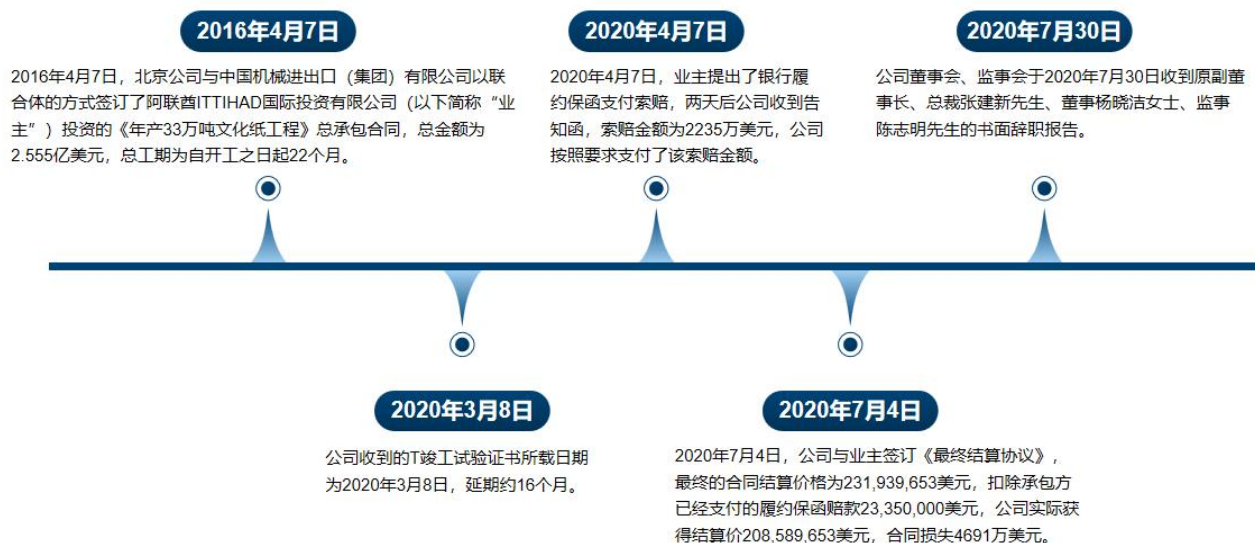 2016年4月7日
2016年4月7日，北京公司与中国机械进出口（集团）有限公司以联
合体的方式签订了阿联酋ITTIHAD国际投资有限公司（以下简称“业
主”）投资的《年产33万吨文化纸工程》总承包合同，总金额为
2.555亿美元，总工期为自开工之日起22个月。
2020年3月8日
公司收到的T竣工试验证书所载日期
为2020年3月8日，延期约16个月。
2020年4月7日
2020年4月7日，业主提出了银行履
约保函支付索赔，两天后公司收到告
知函，索赔金额为2235万美元，公司
按照要求支付了该索赔金额。
2020年7月4日
2020年7月4日，公司与业主签订《最终结算协议》，
最终的合同结算价格为231,939,653美元，扣除承包方
已经支付的履约保函赔款23,350,000美元，公司实际获
得结算价208,589,653美元，合同损失4691万美元。
2020年7月30日
公司董事会、监事会于2020年7月30日收到原副董
事长、总裁张建新先生、董事杨晓洁女士、监事
陈志明先生的书面辞职报告。